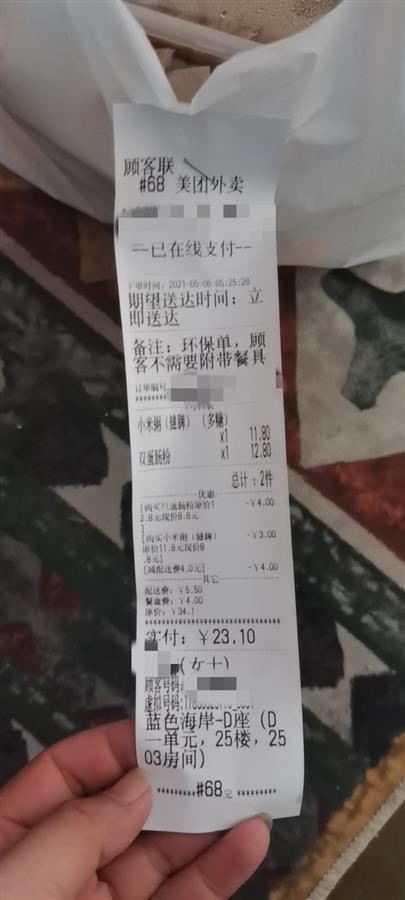 顾客联
#68 美团外卖
--已在线支付--
下单时间：2021-05-06 05:25:28
期望送达时间：立
即送达
备注：环保单，顾
客不需要附带餐具
订单编号
小米粥（健脾）（多糖）
x1 11.80
双蛋肠粉 x1 12.80
总计：2件
优惠
[购买双蛋肠粉原价1 -￥4.00
2.8元现价8.8元
]
[购买小米粥（健脾） -￥3.00
原价11.8元现价8
.8元]
[减配送费4.0元] -￥4.00
其它
配送费：￥5.50
餐盒费：￥4.00
原价：￥34.1
实付：￥23.10
(女士)
顾客号码:
虚拟号码:
蓝色海岸-D座（D
一单元，25楼，25
03房间）
*********#68完*********